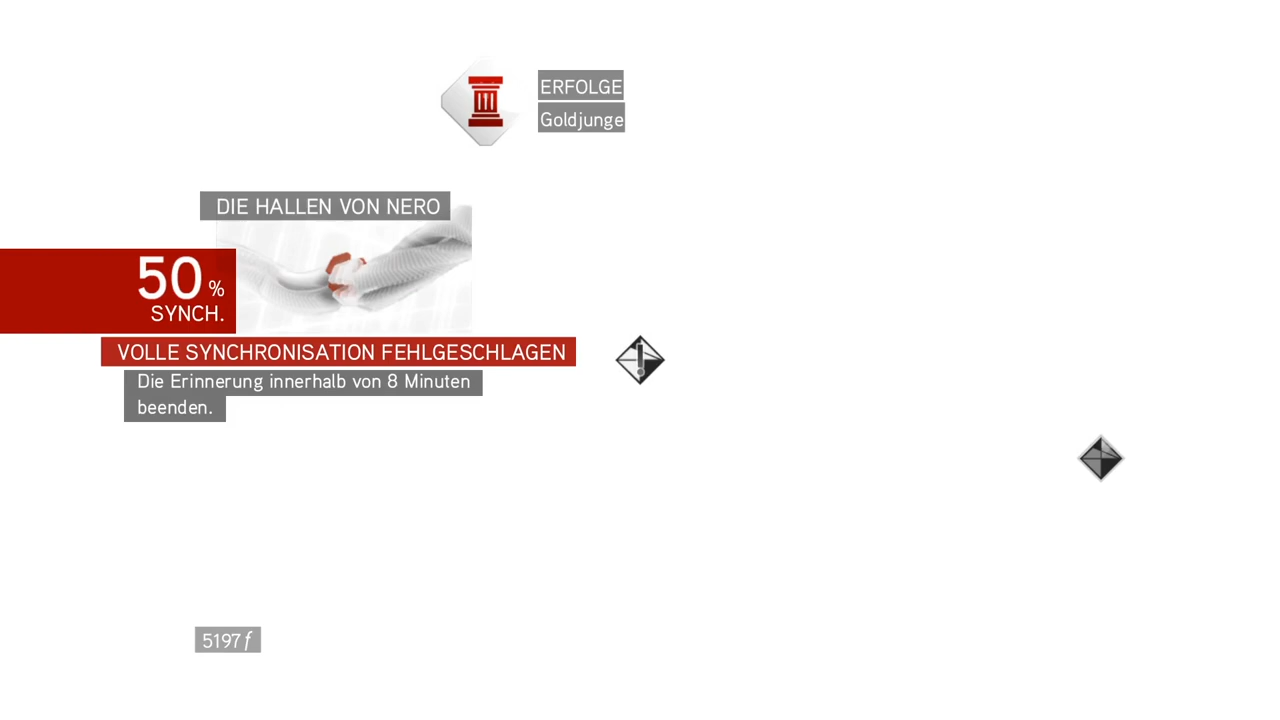 ERFOLGE
Goldjunge
DIE HALLEN VON NERO
50 %
SYNCH.
VOLLE SYNCHRONISATION FEHLGESCHLAGEN
Die Erinnerung innerhalb von 8 Minuten
beenden.
5197 ƒ